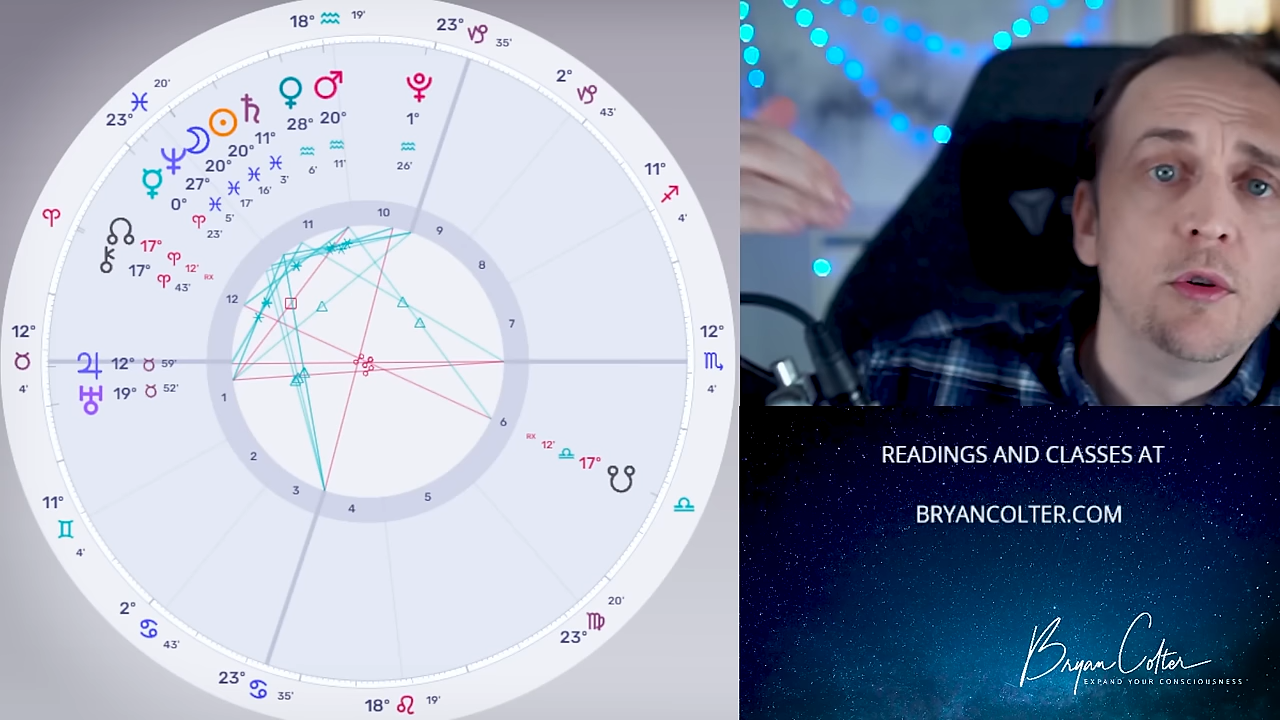 18° ♒ 19'
23° ♑ 35'
2° ♑ 43'
11° ♐ 4'
12° ♏ 4'
♎
23° ♍ 20'
18° ♌ 19'
23° ♋ 35'
2° ♋ 43'
11° ♊ 4'
12° ♉ 4'
♈
23° ♓ 20'
♀ 28° ♒ 6'
♂ 20° ♒ 11'
♇ 1° ♒ 26'
♄ 11° ♓ 3'
☉ 20° ♓ 16'
☽ 20° ♓ 17'
♆ 27° ♓ 5'
☿ 0° ♈ 23'
☊ 17° ♈ 12' RX
⚷ 17° ♈ 43'
♃ 12° ♉ 59'
♅ 19° ♉ 52'
☋ 17° ♎ 12' RX
1
2
3
4
5
6
7
8
9
10
11
12
READINGS AND CLASSES AT
BRYANCOLTER.COM
Bryan Colter
EXPAND YOUR CONSCIOUSNESS